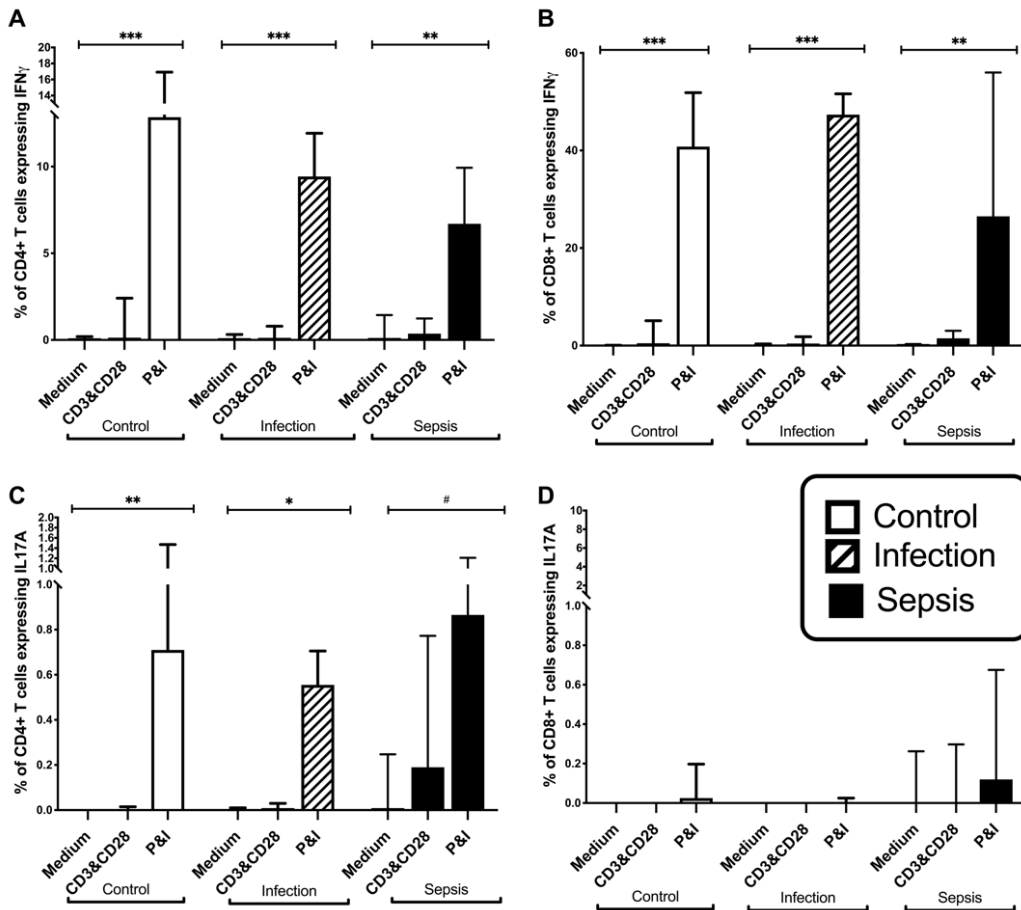 A
% of CD4+ T cells expressing IFNγ
20
18
16
14
10
5
0
***
***
**
Medium
CD3&CD28
P&I
Medium
CD3&CD28
P&I
Medium
CD3&CD28
P&I
Control
Infection
Sepsis
B
% of CD8+ T cells expressing IFNγ
60
40
20
0
***
***
**
Medium
CD3&CD28
P&I
Medium
CD3&CD28
P&I
Medium
CD3&CD28
P&I
Control
Infection
Sepsis
C
% of CD4+ T cells expressing IL17A
2.0
1.8
1.6
1.4
1.2
1.0
0.8
0.6
0.4
0.2
0.0
**
*
#
Medium
CD3&CD28
P&I
Medium
CD3&CD28
P&I
Medium
CD3&CD28
P&I
Control
Infection
Sepsis
D
% of CD8+ T cells expressing IL17A
10
8
6
4
2
1.0
0.8
0.6
0.4
0.2
0.0
Medium
CD3&CD28
P&I
Medium
CD3&CD28
P&I
Medium
CD3&CD28
P&I
Control
Infection
Sepsis
Control
Infection
Sepsis